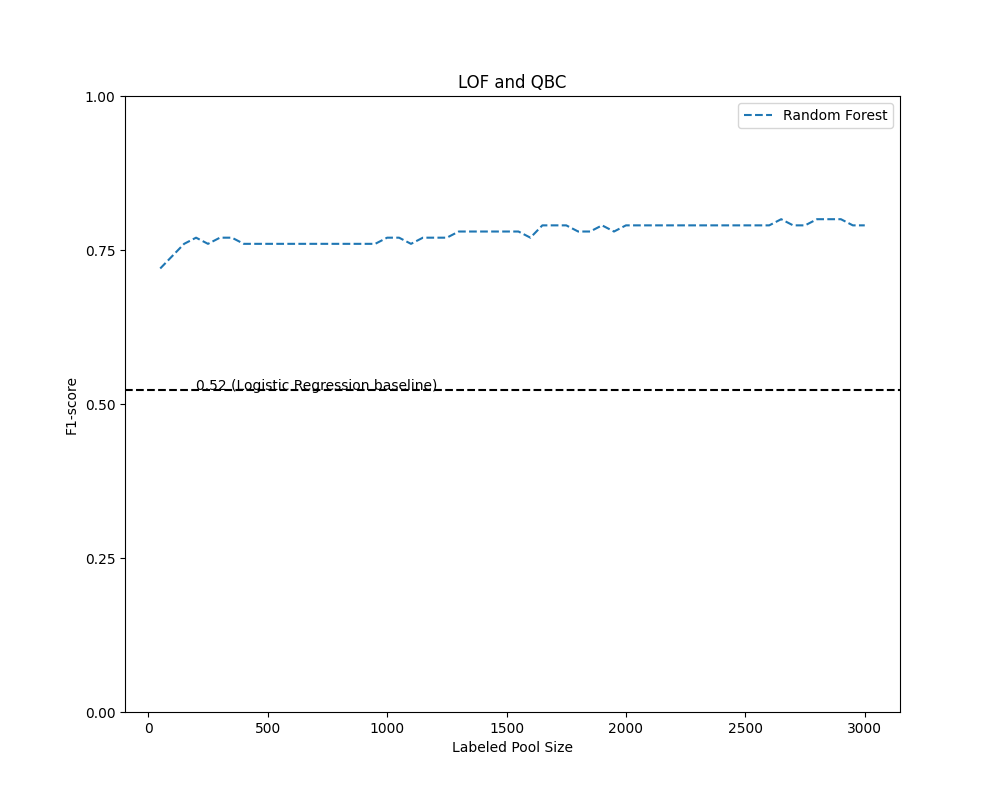 LOF and QBC
1.00
Random Forest
0.75
0.52 (Logistic Regression baseline)
0.50
F1-score
0.25
0.00
0 500 1000 1500 2000 2500 3000
Labeled Pool Size